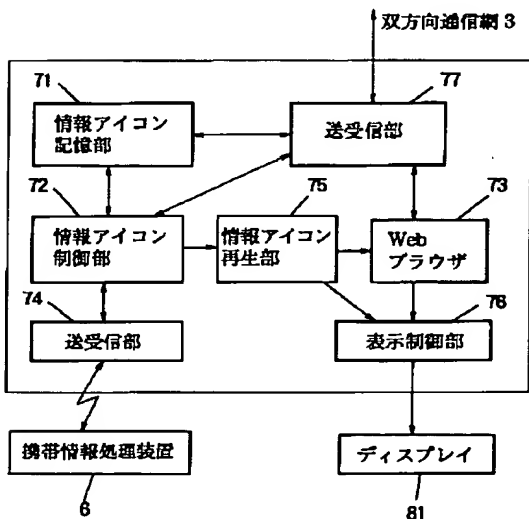 双方向通信網3
71
情報アイコン
記憶部
77
送受信部
72
情報アイコン
制御部
75
情報アイコン
再生部
73
Web
ブラウザ
74
送受信部
76
表示制御部
携帯情報処理装置
6
ディスプレイ
81